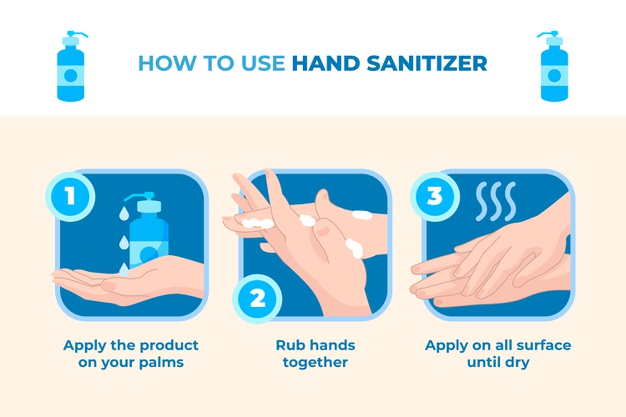 HOW TO USE HAND SANITIZER
1
2
3
Apply the product
on your palms
Rub hands
together
Apply on all surface
until dry